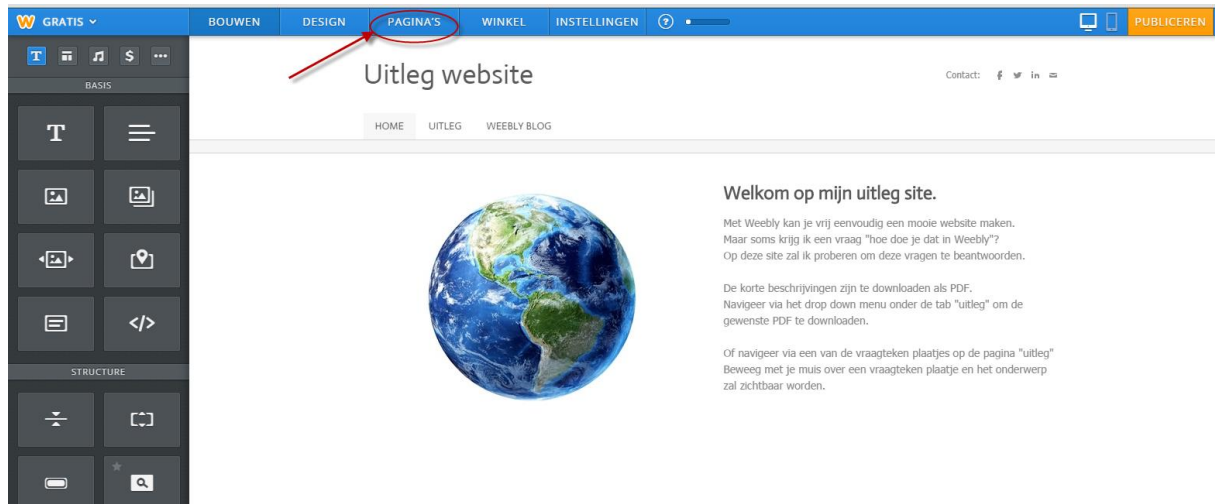 GRATIS
BOUWEN DESIGN PAGINA'S WINKEL INSTELLINGEN ? PUBLICEREN
T $
BASIS
T
</>
STRUCTURE
Uitleg website
Contact: f in
HOME UITLEG WEEBLY BLOG
Welkom op mijn uitleg site.
Met Weebly kan je vrij eenvoudig een mooie website maken.
Maar soms krijg ik een vraag "hoe doe je dat in Weebly"?
Op deze site zal ik proberen om deze vragen te beantwoorden.
De korte beschrijvingen zijn te downloaden als PDF.
Navigeer via het drop down menu onder de tab "uitleg" om de
gewenste PDF te downloaden.
Of navigeer via een van de vraagteken plaatjes op de pagina "uitleg"
Beweeg met je muis over een vraagteken plaatje en het onderwerp
zal zichtbaar worden.